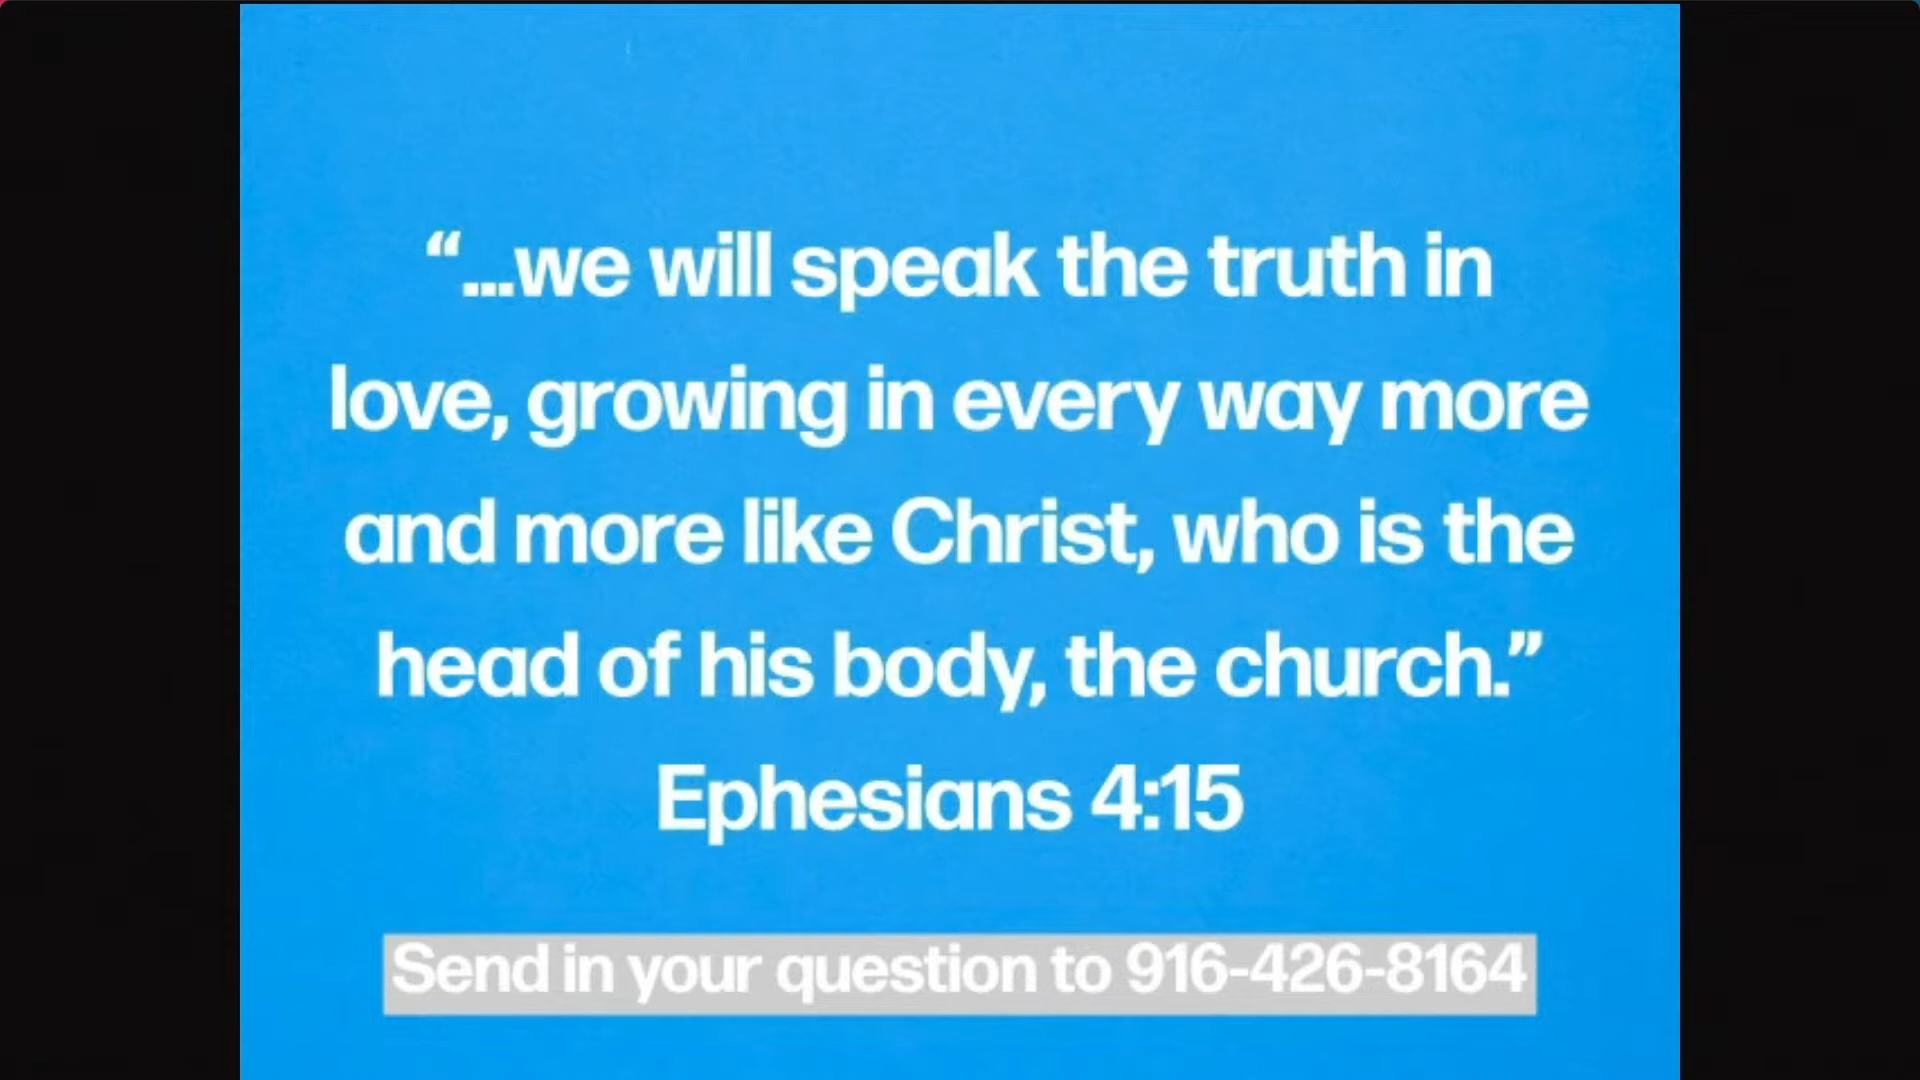 “...we will speak the truth in
love, growing in every way more
and more like Christ, who is the
head of his body, the church.”
Ephesians 4:15
Send in your question to 916-426-8164